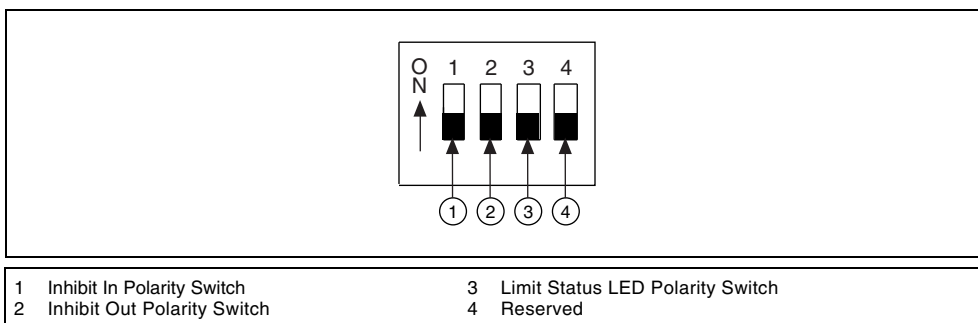 ON 1 2 3 4
1 2 3 4
1 Inhibit In Polarity Switch
2 Inhibit Out Polarity Switch
3 Limit Status LED Polarity Switch
4 Reserved